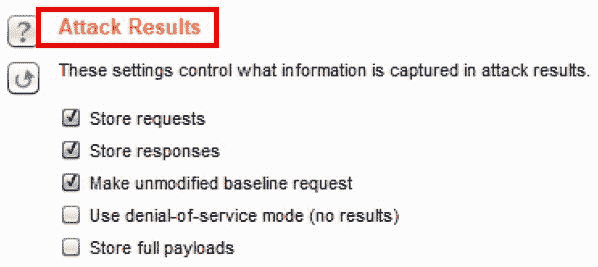 Attack Results
These settings control what information is captured in attack results.
Store requests
Store responses
Make unmodified baseline request
Use denial-of-service mode (no results)
Store full payloads